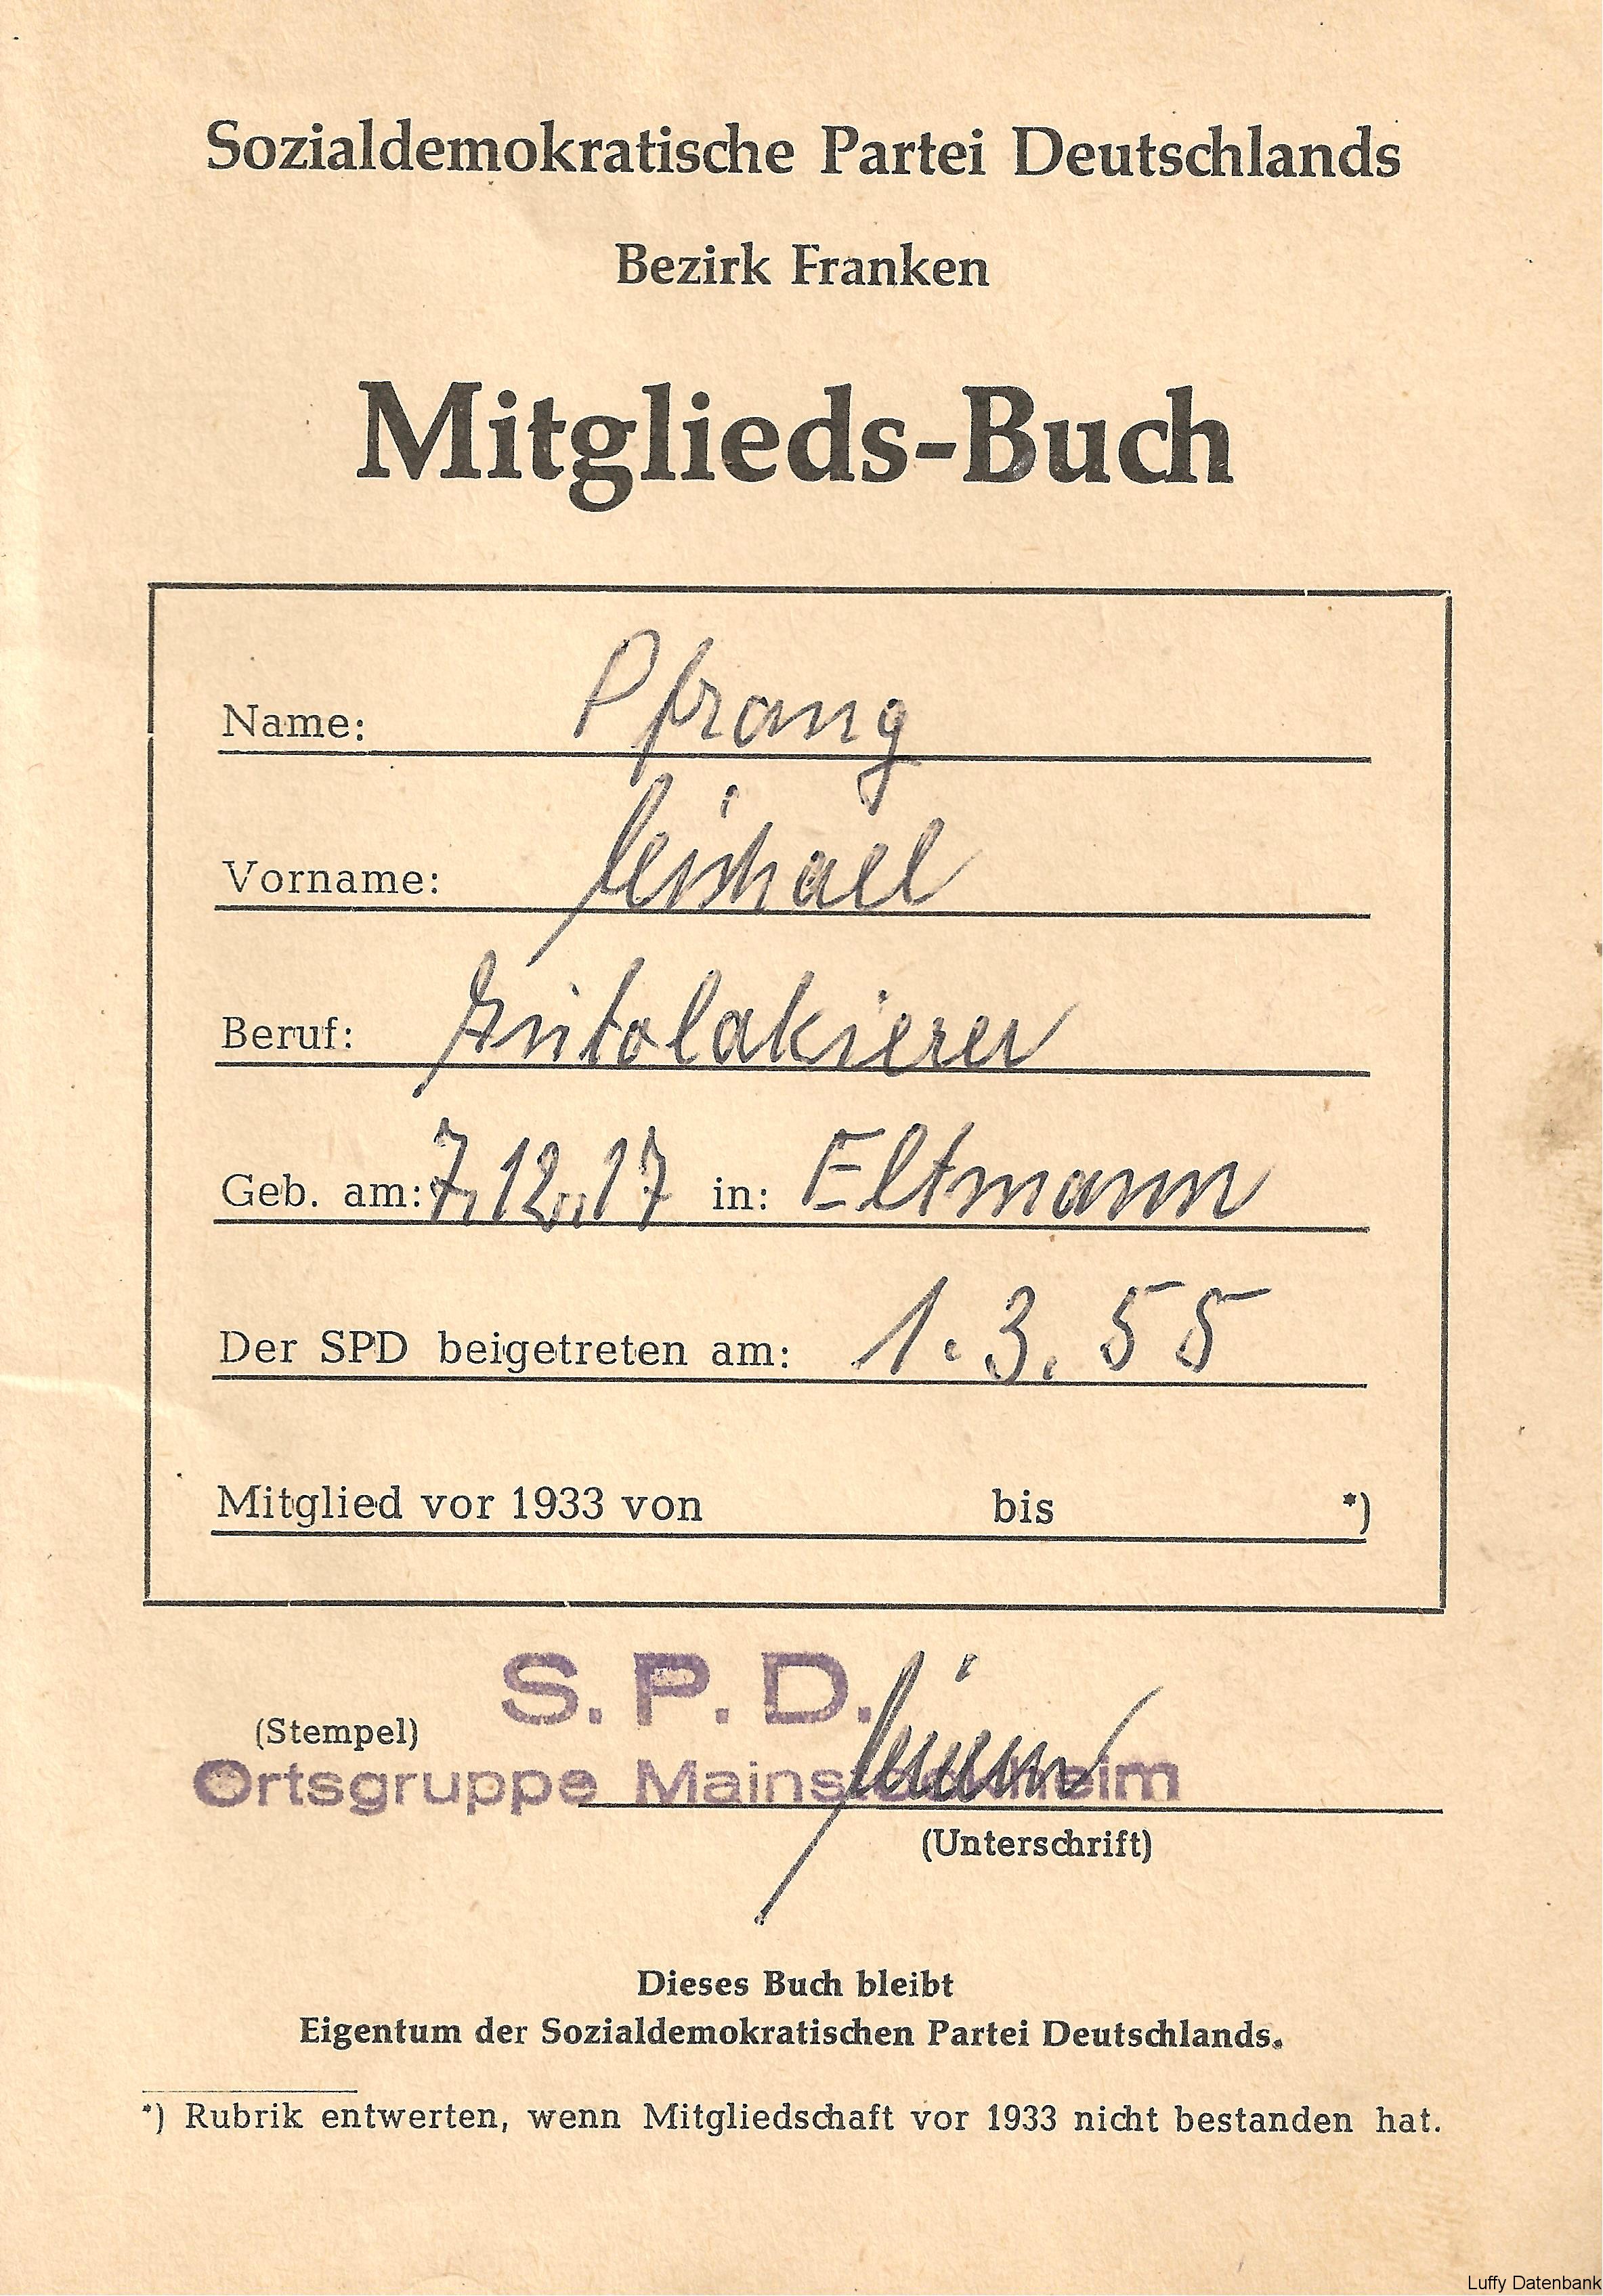 Sozialdemokratische Partei Deutschlands
Bezirk Franken
Mitglieds-Buch
Name: Pfrang
Vorname: Michael
Beruf: Autolakierer
Geb. am: 7.12.17 in: Eltmann
Der SPD beigetreten am: 1.3.55
Mitglied vor 1933 von bis *)
S.P.D.
(Stempel)
Ortsgruppe Mainstockheim
(Unterschrift)
Dieses Buch bleibt
Eigentum der Sozialdemokratischen Partei Deutschlands.
*) Rubrik entwerten, wenn Mitgliedschaft vor 1933 nicht bestanden hat.
Luffy Datenbank